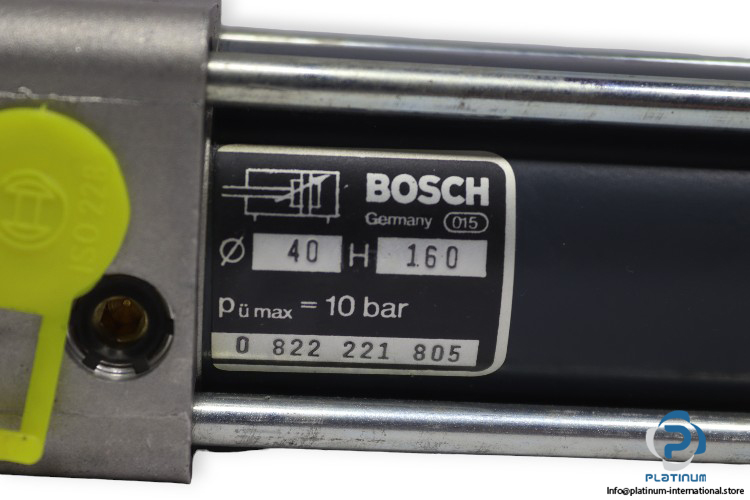 BOSCH
Germany 015
Ø 40 H 160
pü max = 10 bar
0 822 221 805
PLATINUM
Info@platinum-international.store